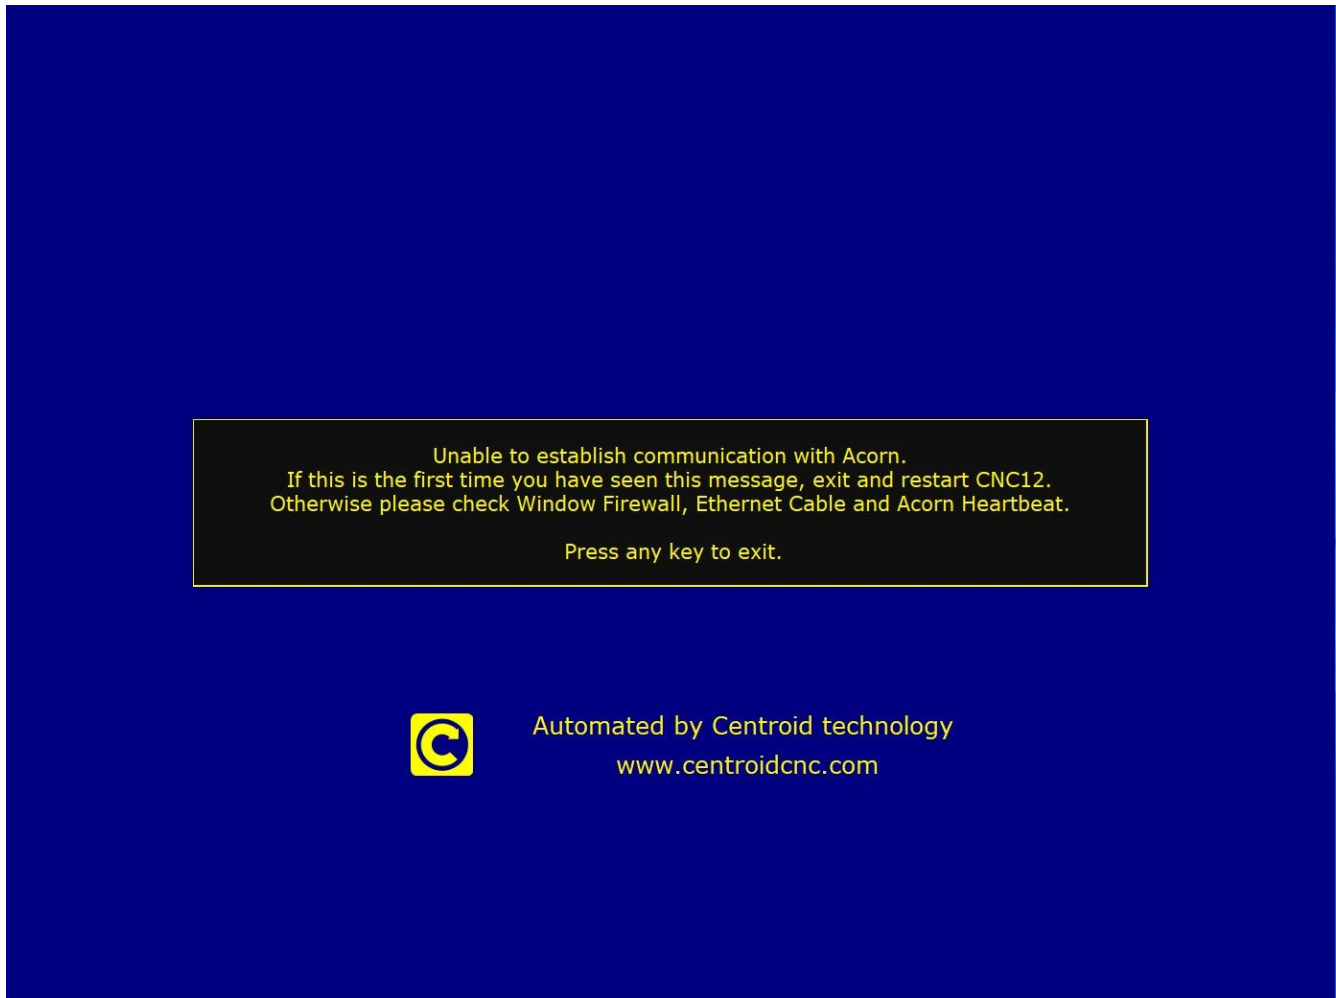 Unable to establish communication with Acorn.
If this is the first time you have seen this message, exit and restart CNC12.
Otherwise please check Window Firewall, Ethernet Cable and Acorn Heartbeat.
Press any key to exit.
Automated by Centroid technology
www.centroidcnc.com